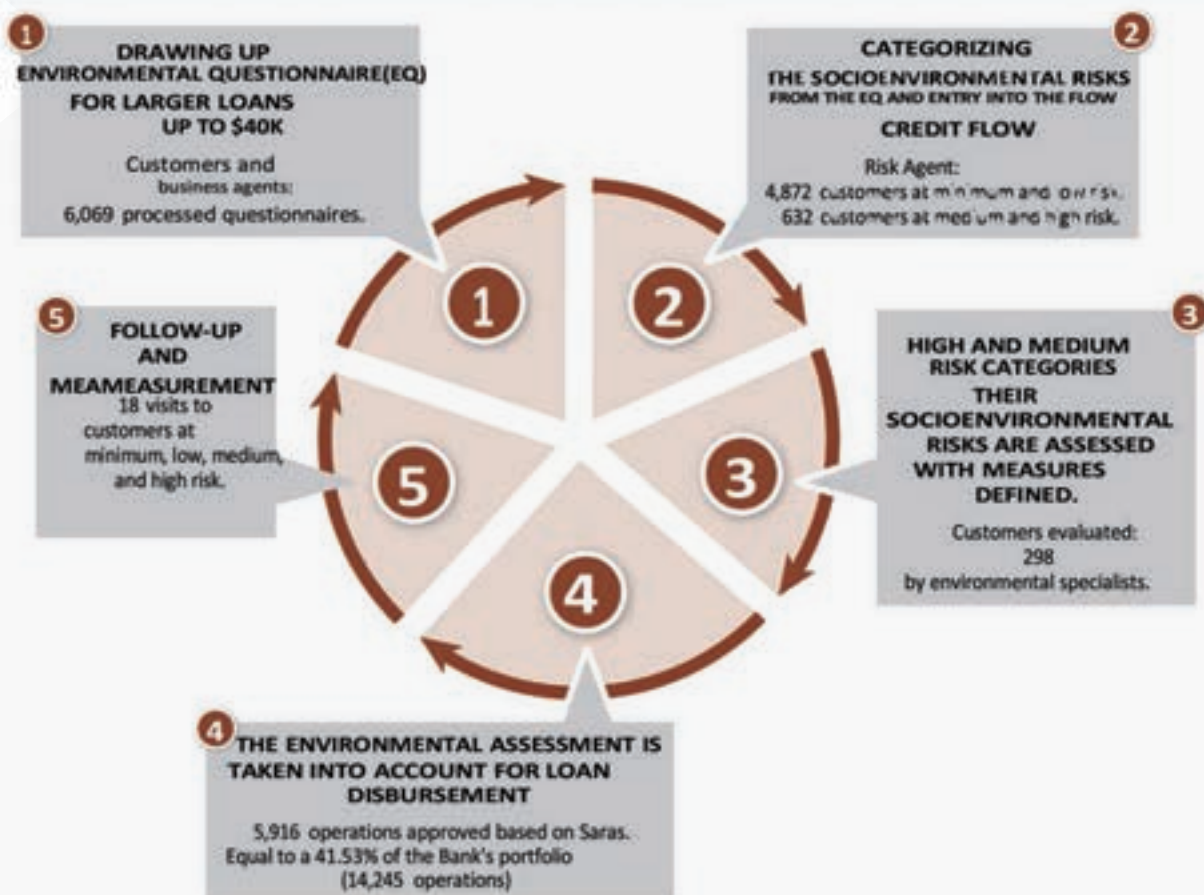 1
DRAWING UP
ENVIRONMENTAL QUESTIONNAIRE(EQ)
FOR LARGER LOANS
UP TO $40K
Customers and
business agents:
6,069 processed questionnaires.
2
CATEGORIZING
THE SOCIOENVIRONMENTAL RISKS
FROM THE EQ AND ENTRY INTO THE FLOW
CREDIT FLOW
Risk Agent:
4,872 customers at minimum and low risk.
632 customers at medium and high risk.
3
HIGH AND MEDIUM
RISK CATEGORIES
THEIR
SOCIOENVIRONMENTAL
RISKS ARE ASSESSED
WITH MEASURES
DEFINED.
Customers evaluated:
298
by environmental specialists.
4
THE ENVIRONMENTAL ASSESSMENT IS
TAKEN INTO ACCOUNT FOR LOAN
DISBURSEMENT
5,916 operations approved based on Saras.
Equal to a 41.53% of the Bank's portfolio
(14,245 operations)
5
FOLLOW-UP
AND
MEAMEASUREMENT
18 visits to
customers at
minimum, low, medium,
and high risk.
1
2
3
4
5